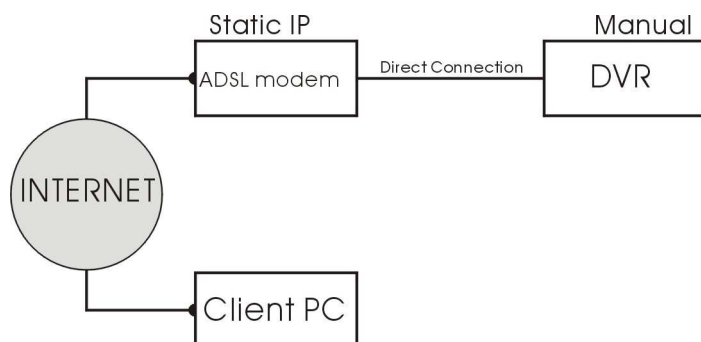 Static IP
Manual
ADSL modem
Direct Connection
DVR
INTERNET
Client PC